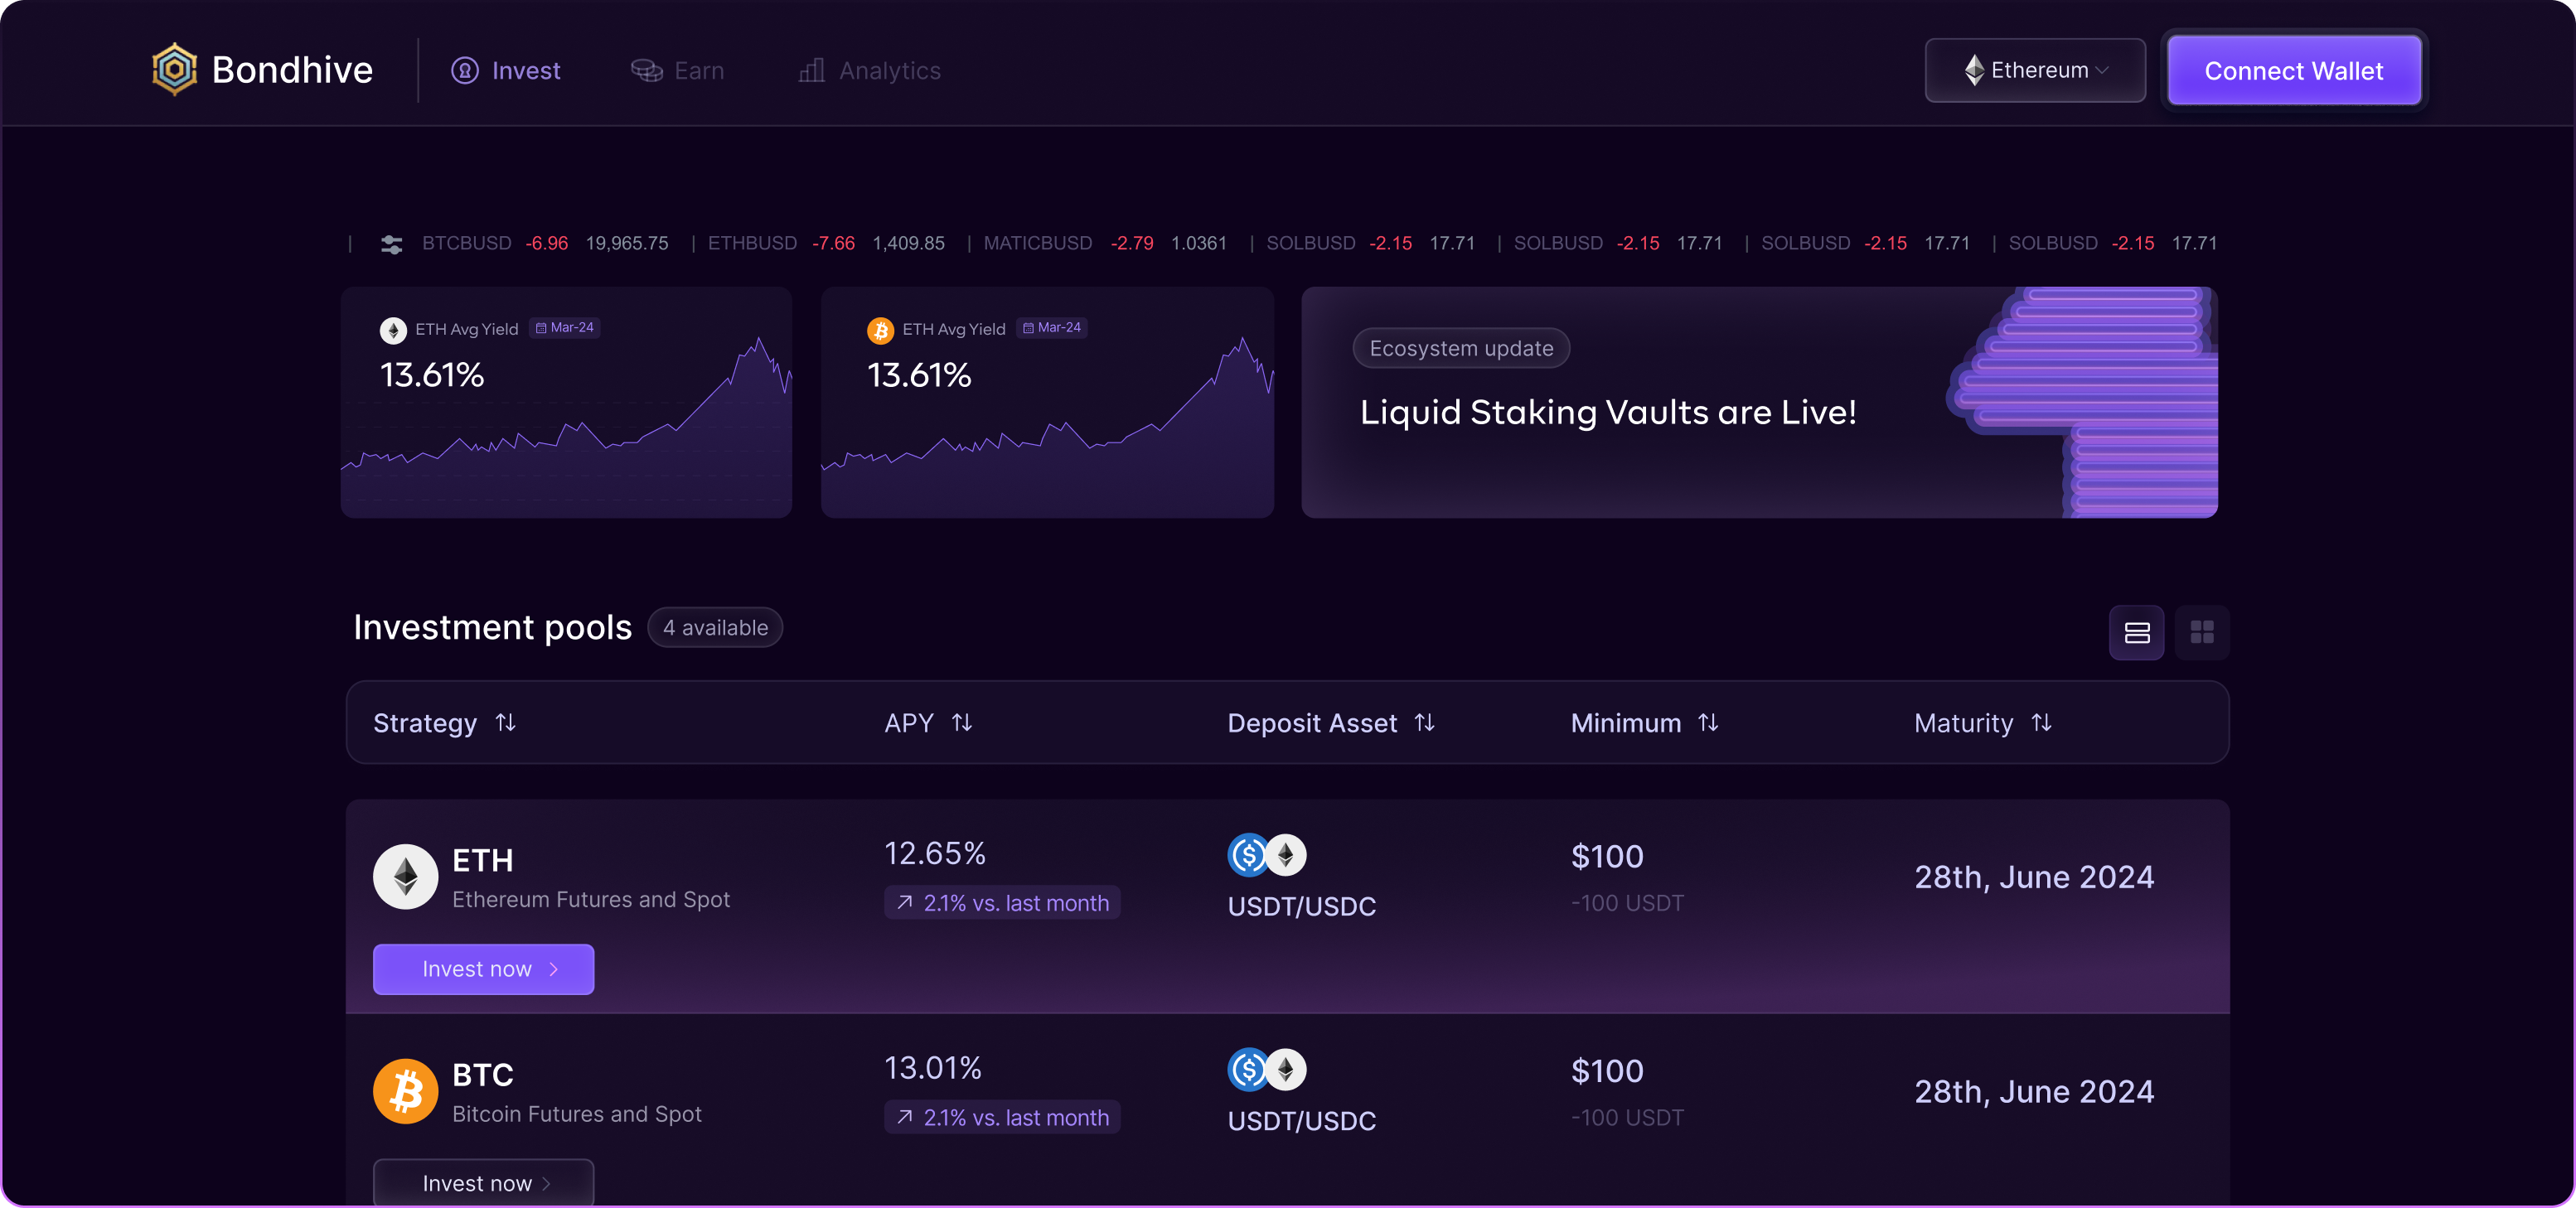 Bondhive Invest Earn Analytics Ethereum Connect Wallet
| BTCBUSD -6.96 19,965.75 | ETHBUSD -7.66 1,409.85 | MATICBUSD -2.79 1.0361 | SOLBUSD -2.15 17.71 | SOLBUSD -2.15 17.71 | SOLBUSD -2.15 17.71 | SOLBUSD -2.15 17.71
ETH Avg Yield Mar-24
13.61%
ETH Avg Yield Mar-24
13.61%
Ecosystem update
Liquid Staking Vaults are Live!
Investment pools 4 available
Strategy APY Deposit Asset Minimum Maturity
ETH
Ethereum Futures and Spot
12.65%
2.1% vs. last month
USDT/USDC
$100
-100 USDT
28th, June 2024
Invest now
BTC
Bitcoin Futures and Spot
13.01%
2.1% vs. last month
USDT/USDC
$100
-100 USDT
28th, June 2024
Invest now